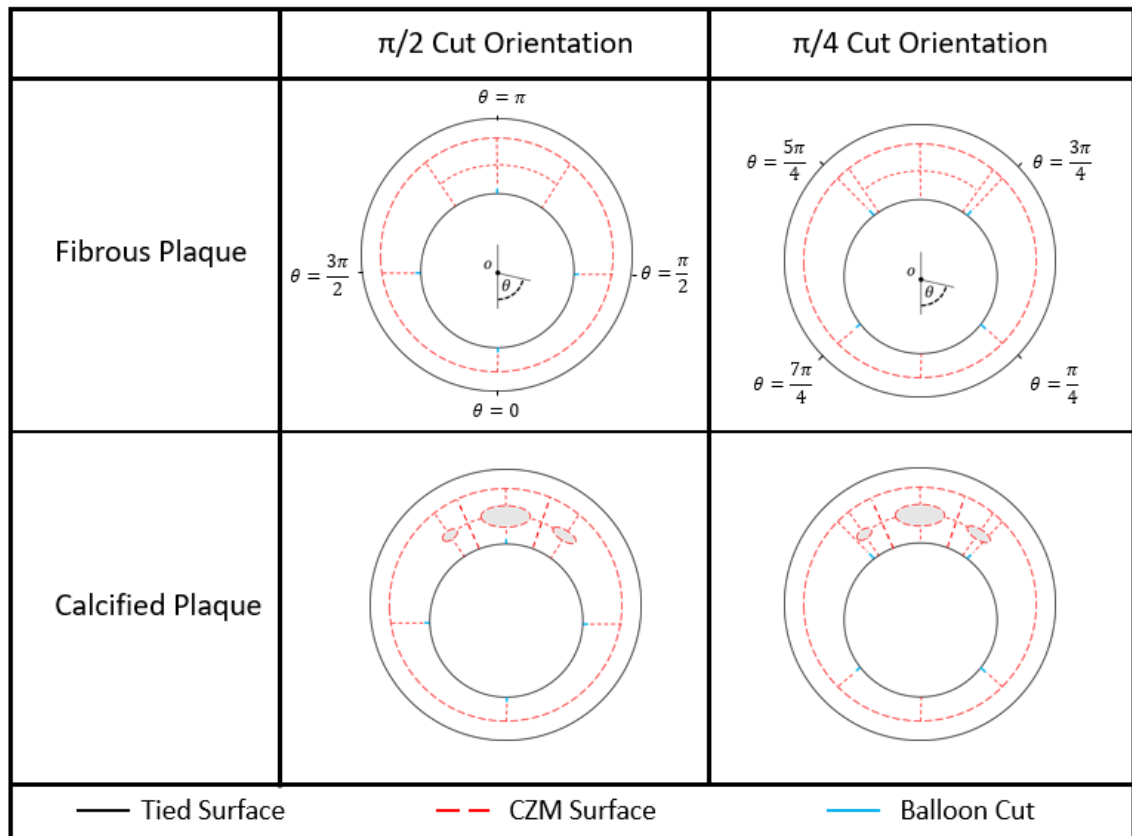 π/2 Cut Orientation
π/4 Cut Orientation
Fibrous Plaque
θ = π
θ = 3π/2
o
θ
θ = π/2
θ = 0
θ = 5π/4
θ = 3π/4
o
θ
θ = 7π/4
θ = π/4
Calcified Plaque
Tied Surface
CZM Surface
Balloon Cut